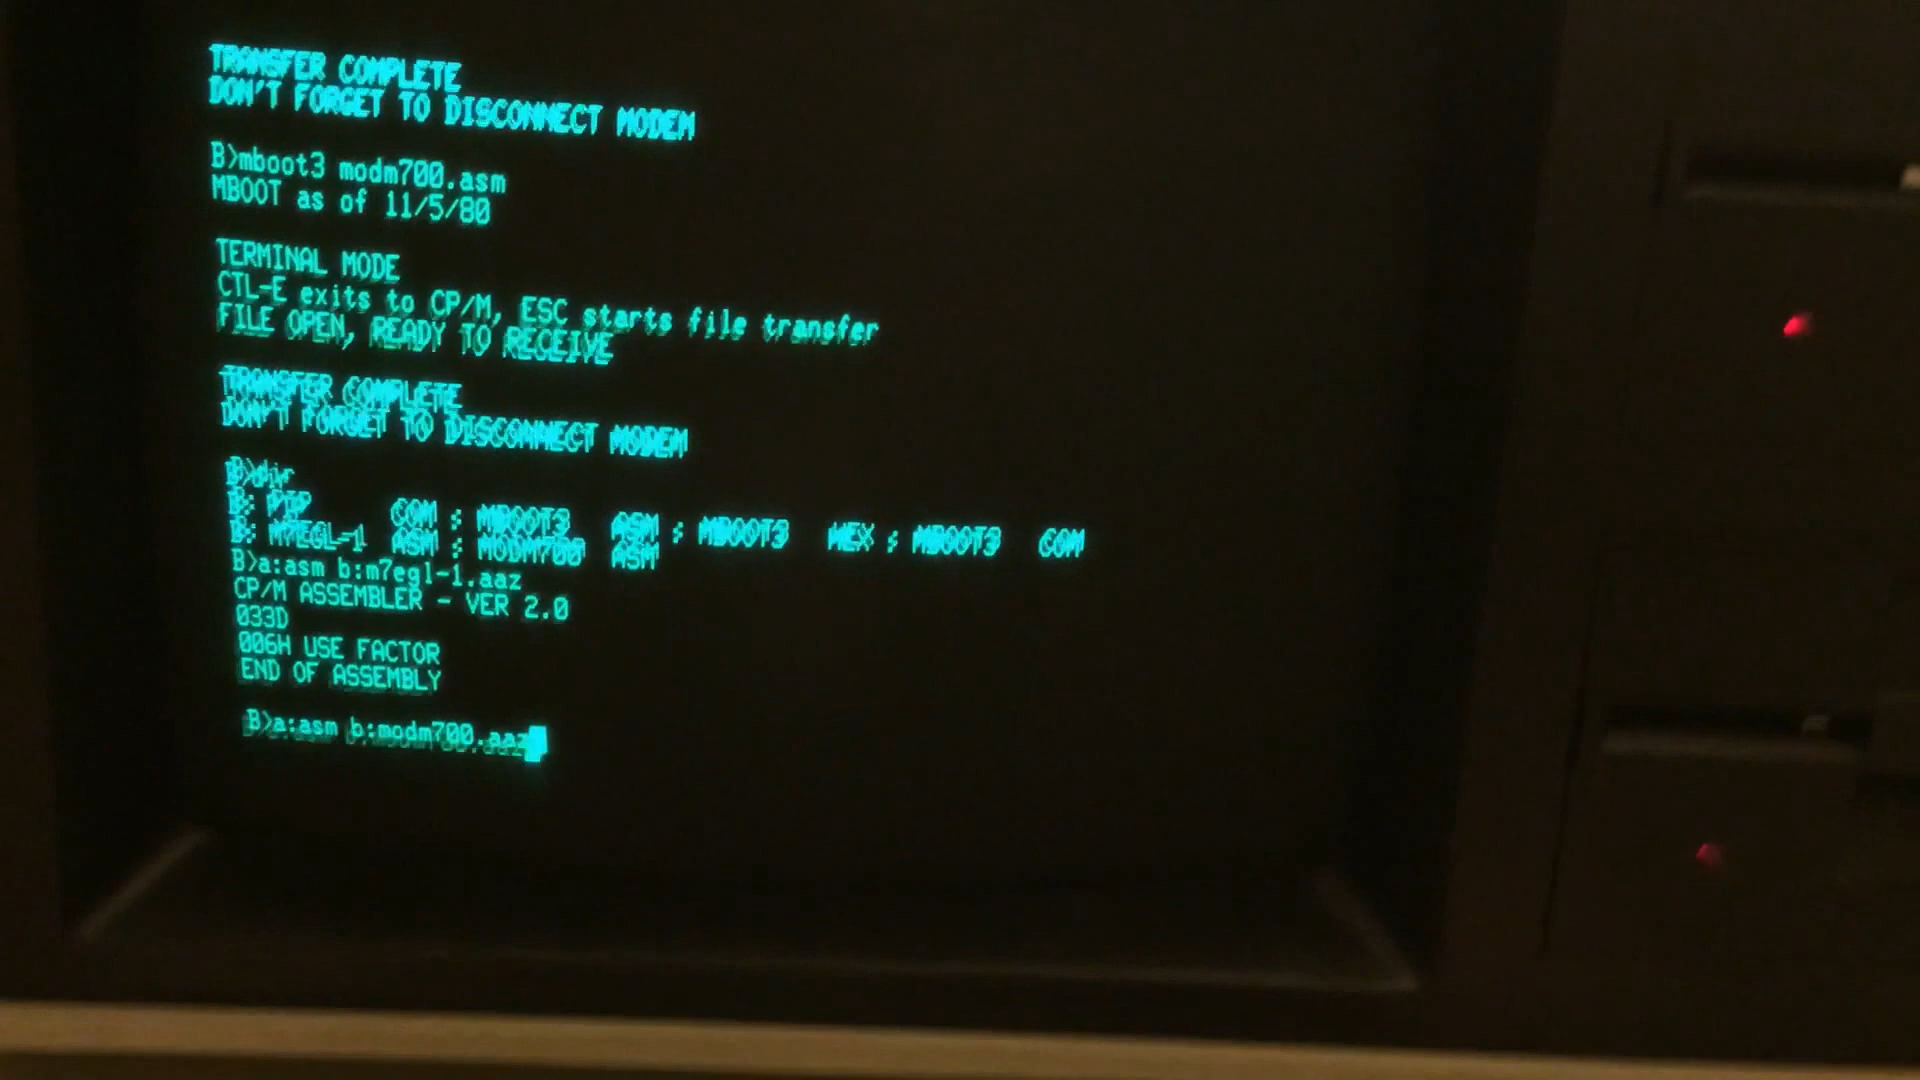 TRANSFER COMPLETE
DON'T FORGET TO DISCONNECT MODEM
B>mboot3 modm700.asm
MBOOT as of 11/5/80
TERMINAL MODE
CTL-E exits to CP/M, ESC starts file transfer
FILE OPEN, READY TO RECEIVE
TRANSFER COMPLETE
DON'T FORGET TO DISCONNECT MODEM
B>dir
B: PIP COM : MBOOT3 ASM : MBOOT3 HEX : MBOOT3 COM
B: M7EGL-1 ASM : MODM700 ASM
B>a:asm b:m7egl-1.aaz
CP/M ASSEMBLER - VER 2.0
033D
006H USE FACTOR
END OF ASSEMBLY
B>a:asm b:modm700.aaz